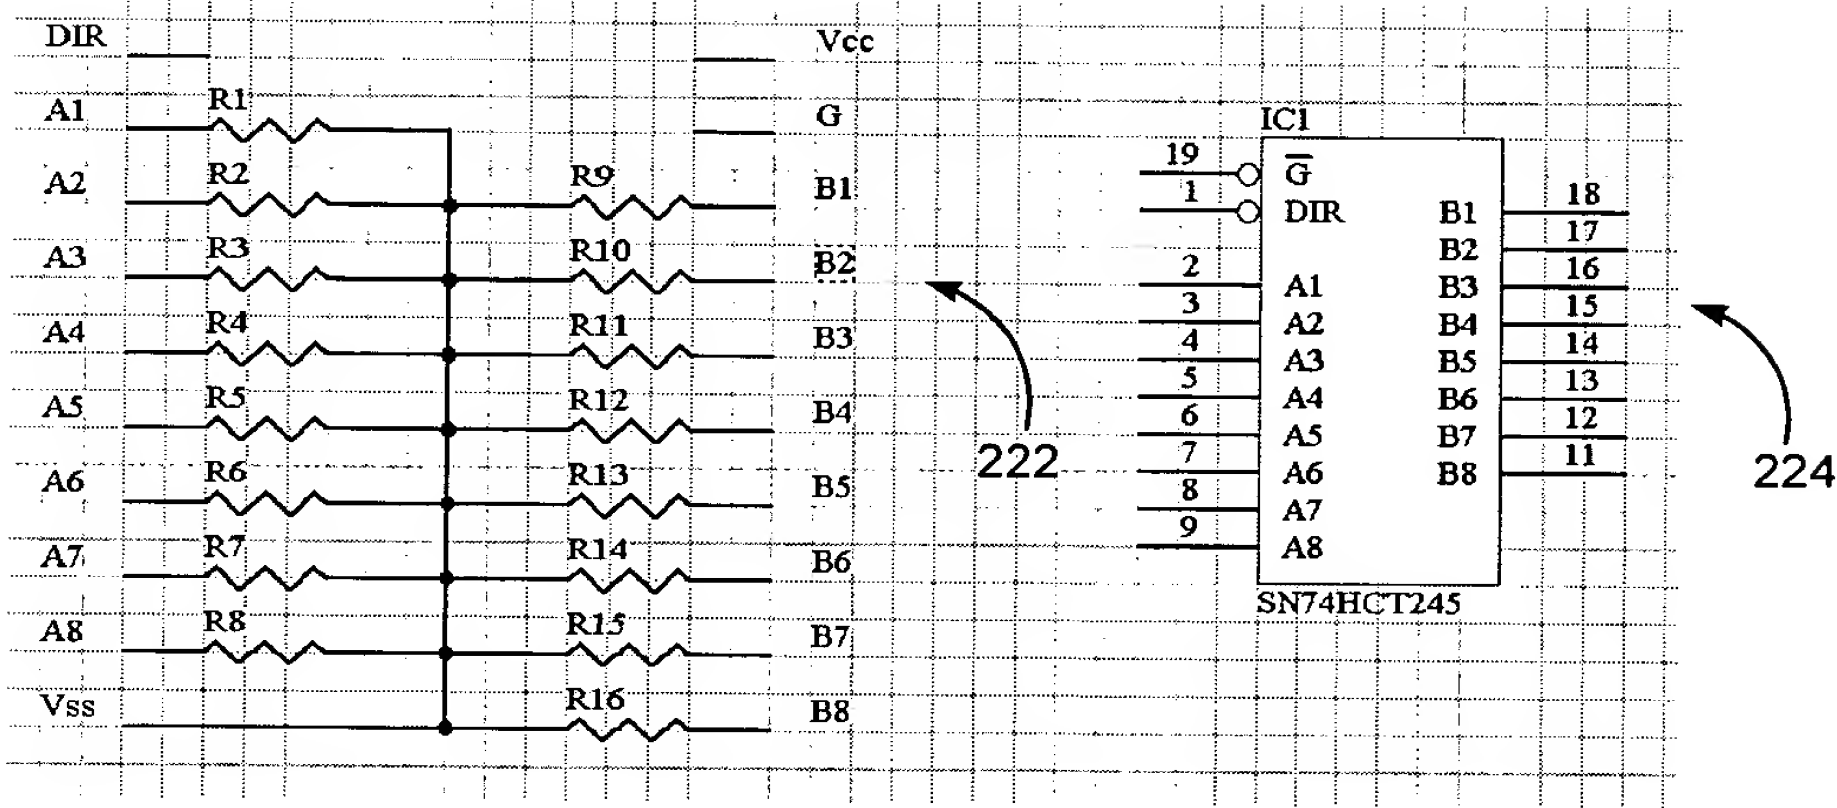 DIR
Vcc
A1
R1
G
A2
R2
R9
B1
A3
R3
R10
B2
A4
R4
R11
B3
A5
R5
R12
B4
A6
R6
R13
B5
A7
R7
R14
B6
A8
R8
R15
B7
Vss
R16
B8
222
IC1
19
G
1
DIR
B1
18
B2
17
2
A1
B3
16
3
A2
B4
15
4
A3
B5
14
5
A4
B6
13
6
A5
B7
12
7
A6
B8
11
8
A7
9
A8
SN74HCT245
224